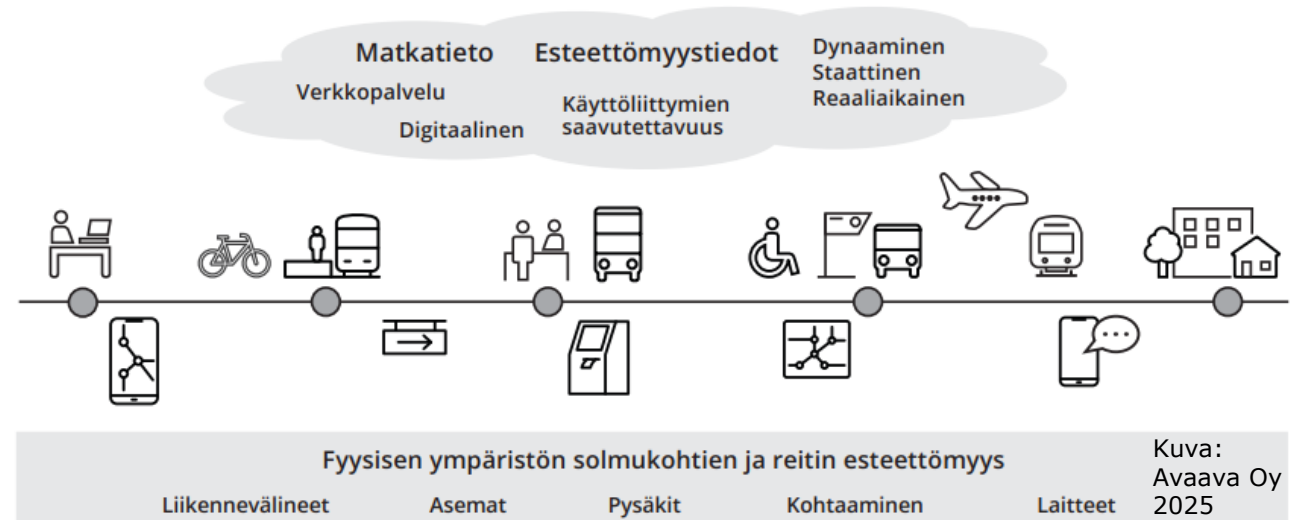 Matkatieto
Esteettömyystiedot
Dynaaminen
Staattinen
Reaaliaikainen
Verkkopalvelu
Käyttöliittymien
saavutettavuus
Digitaalinen
Fyysisen ympäristön solmukohtien ja reitin esteettömyys
Liikennevälineet
Asemat
Pysäkit
Kohtaaminen
Laitteet
Kuva:
Avaava Oy
2025